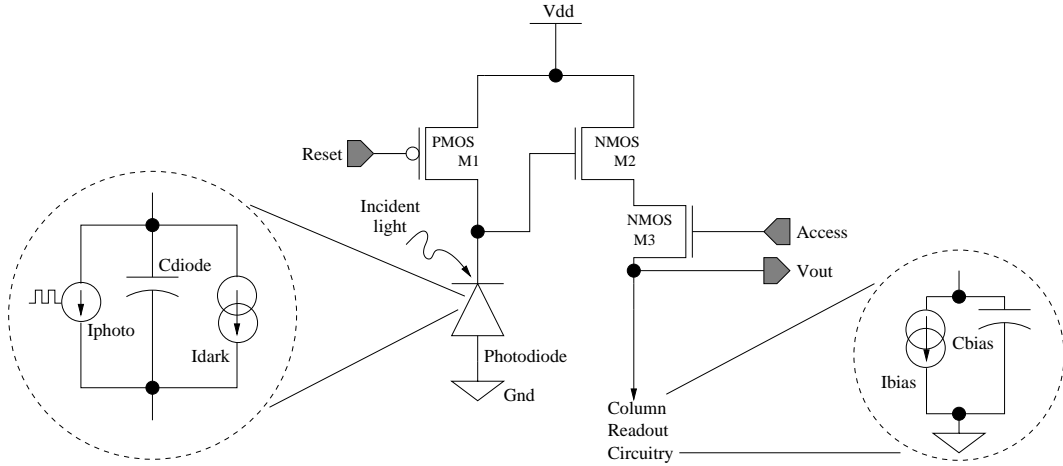 Vdd
PMOS
M1
NMOS
M2
Reset
Incident
light
NMOS
M3
Access
Vout
Cdiode
Iphoto
Idark
Photodiode
Gnd
Cbias
Ibias
Column
Readout
Circuitry